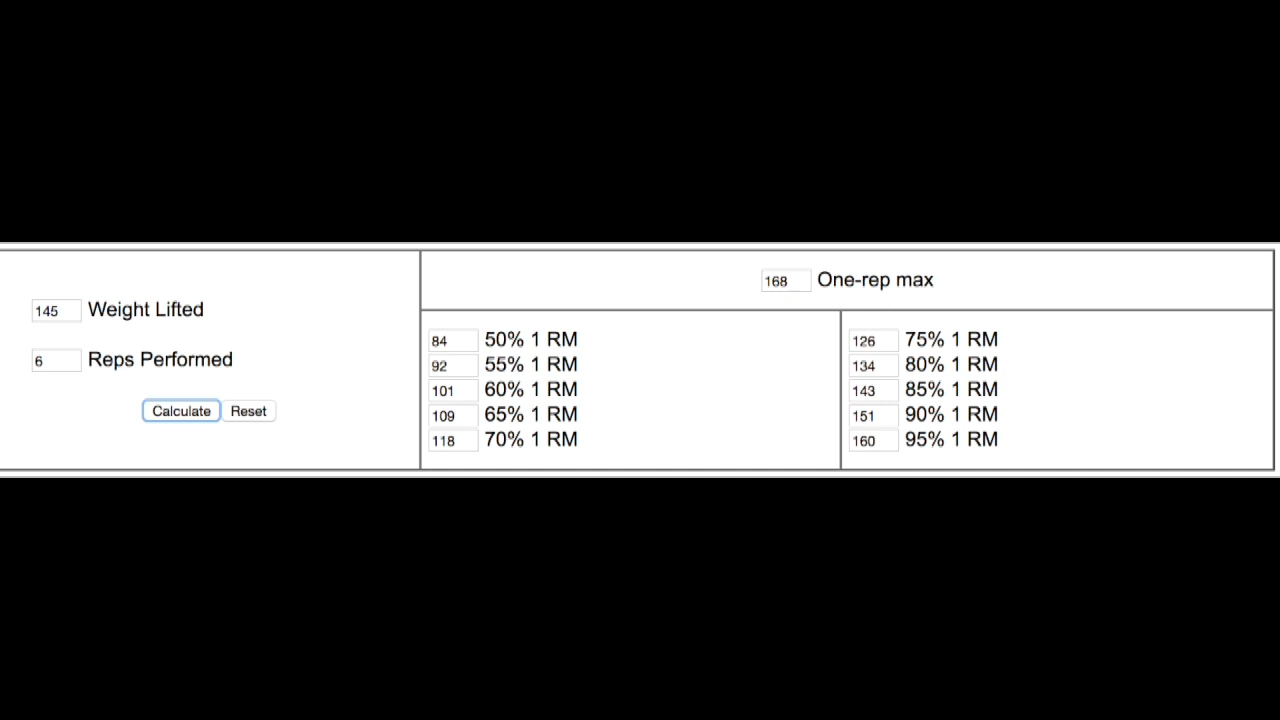 145 Weight Lifted
6 Reps Performed
Calculate Reset
168 One-rep max
84 50% 1 RM
92 55% 1 RM
101 60% 1 RM
109 65% 1 RM
118 70% 1 RM
126 75% 1 RM
134 80% 1 RM
143 85% 1 RM
151 90% 1 RM
160 95% 1 RM